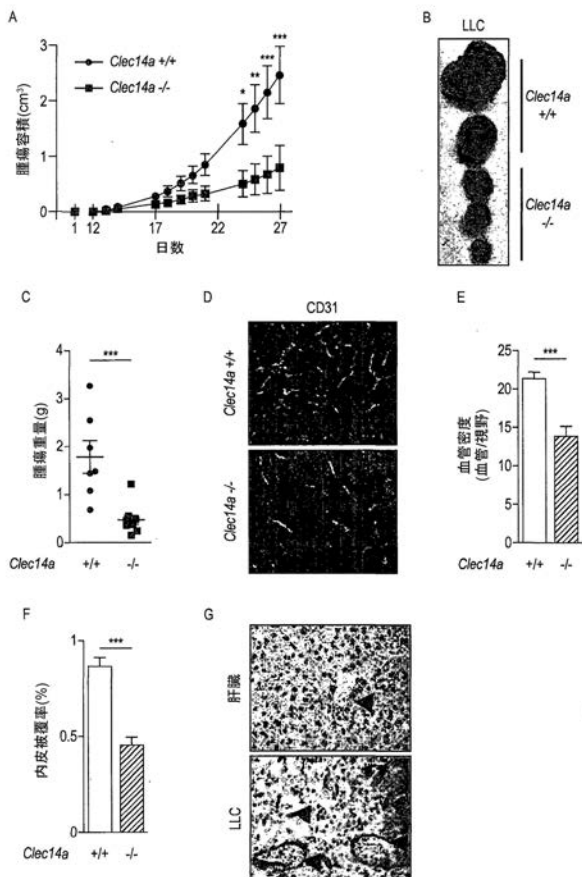 A
Clec14a +/+
Clec14a -/-
腫瘍容積(cm³)
3
2
1
0
* ** *** ***
1 12 17 22 27
日数
B
LLC
Clec14a +/+
Clec14a -/-
C
***
腫瘍重量(g)
4
3
2
1
0
Clec14a +/+ -/-
D
CD31
Clec14a +/+
Clec14a -/-
E
***
血管密度
(血管/視野)
25
20
15
10
5
0
Clec14a +/+ -/-
F
***
内皮被覆率(%)
1
0.5
0
Clec14a +/+ -/-
G
肝臓
LLC